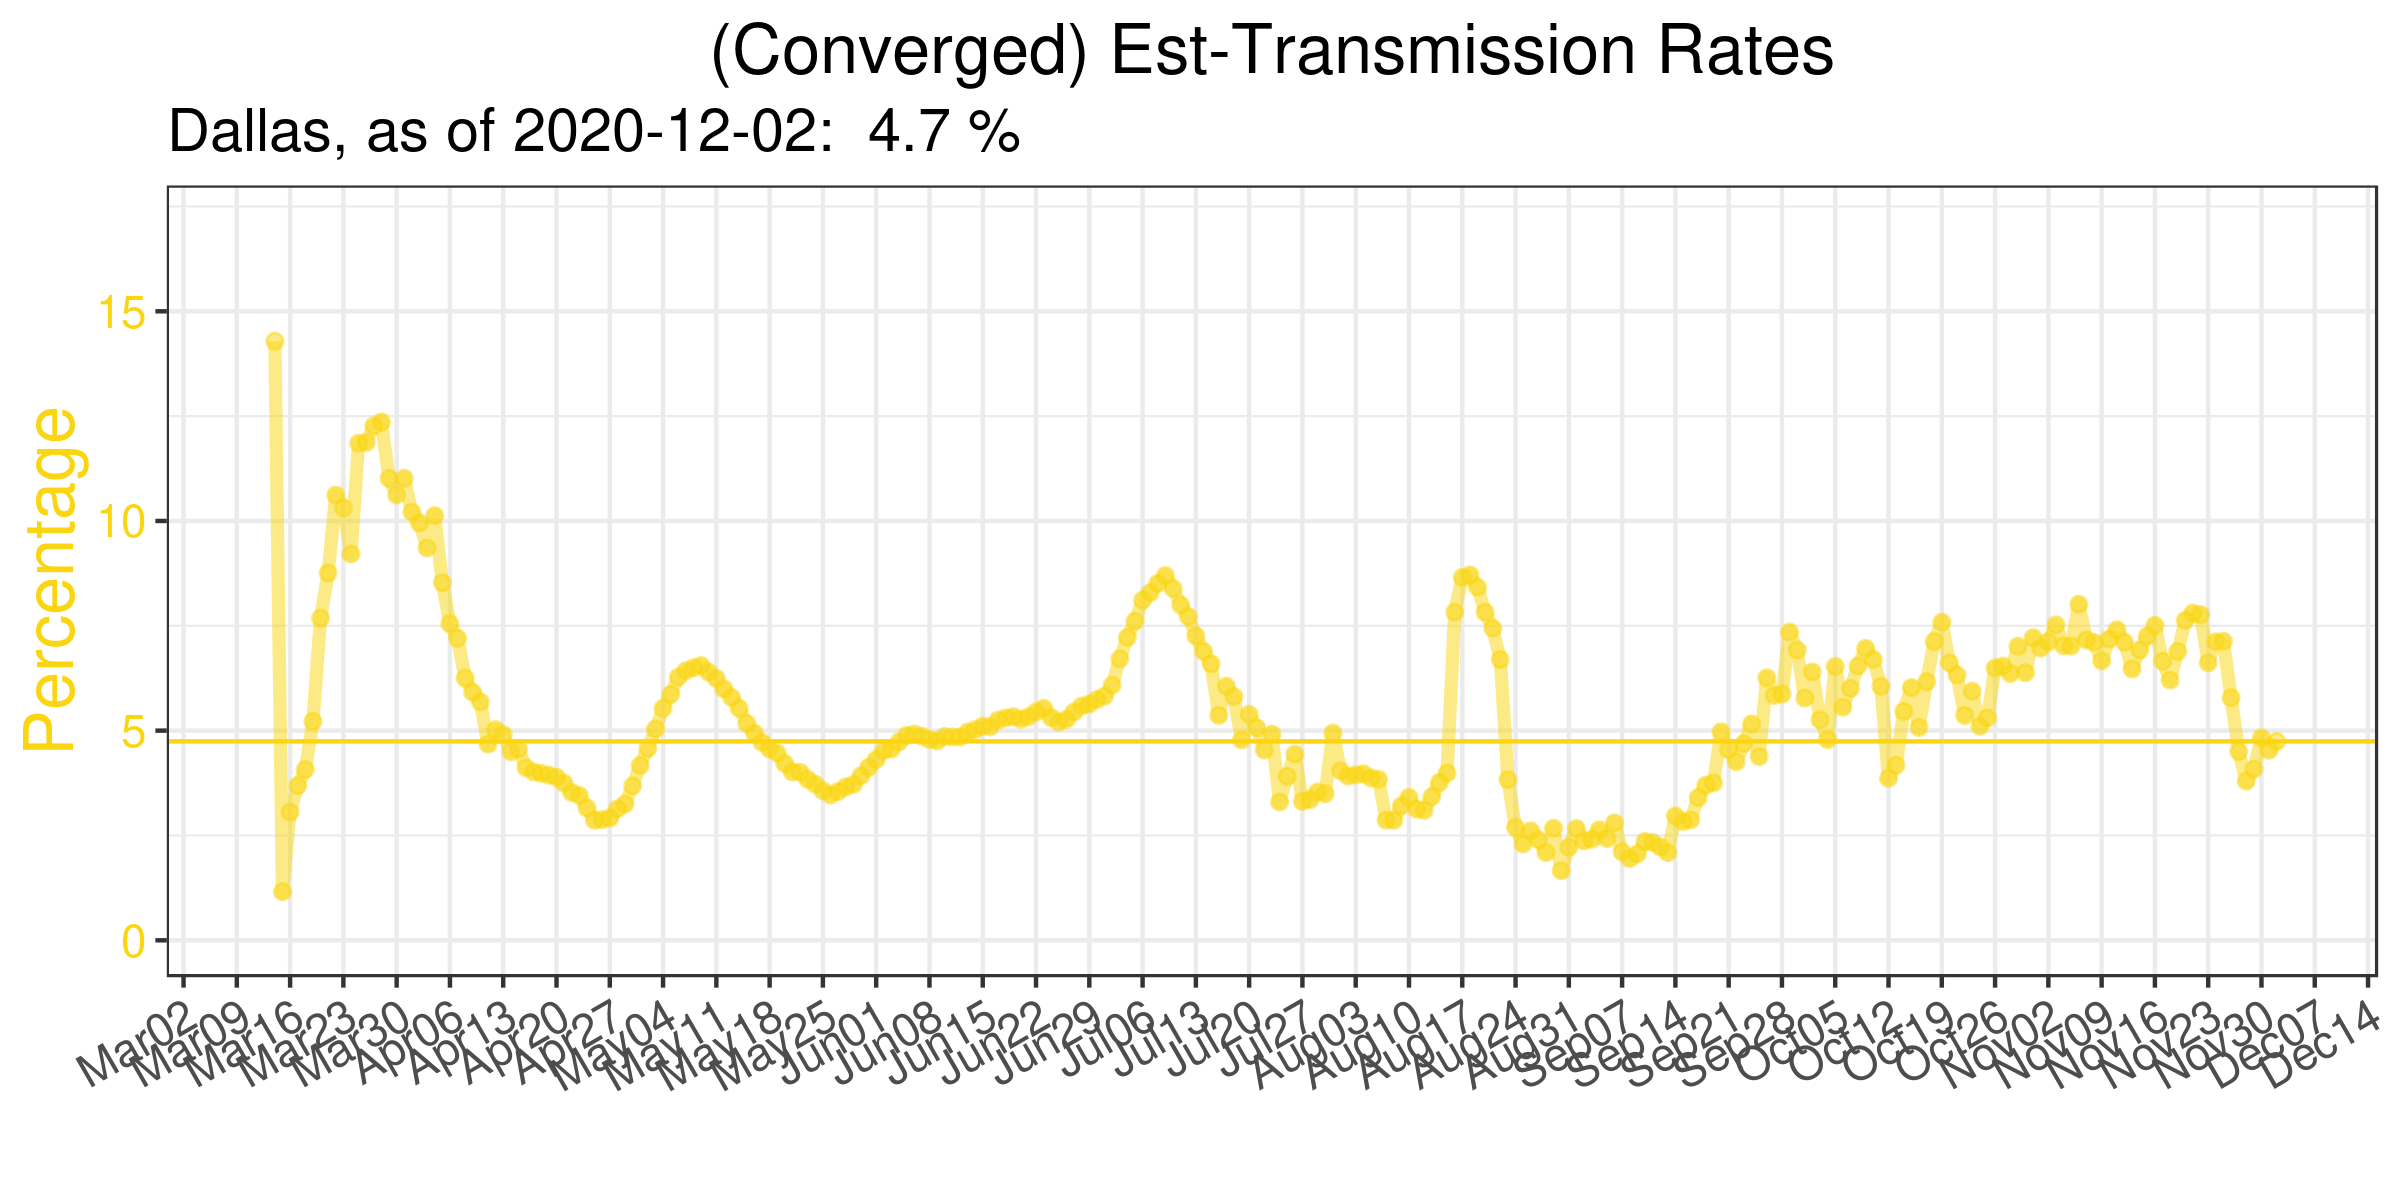 (Converged) Est-Transmission Rates
Dallas, as of 2020-12-02:  4.7 %
Percentage
15
10
5
0
Mar02
Mar09
Mar16
Mar23
Mar30
Apr06
Apr13
Apr20
Apr27
May04
May11
May18
May25
Jun01
Jun08
Jun15
Jun22
Jun29
Jul06
Jul13
Jul20
Jul27
Aug03
Aug10
Aug17
Aug24
Aug31
Sep07
Sep14
Sep21
Sep28
Oct05
Oct12
Oct19
Oct26
Nov02
Nov09
Nov16
Nov23
Nov30
Dec07
Dec14